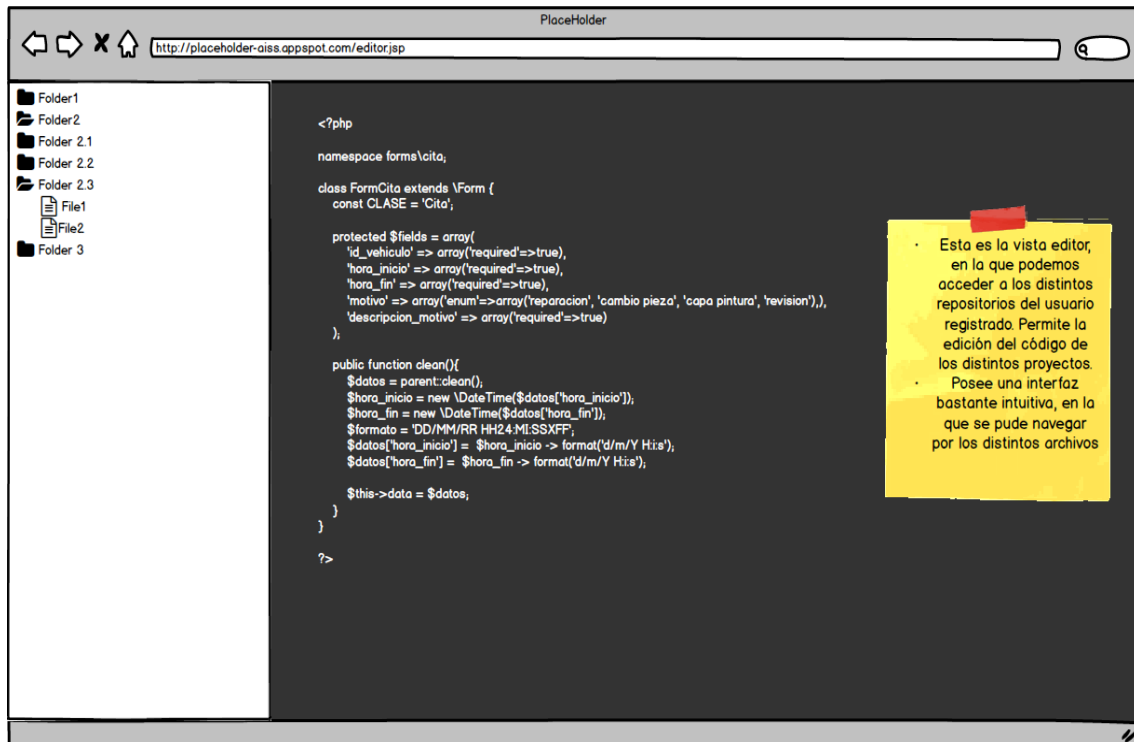 PlaceHolder
http://placeholder-aiss.appspot.com/editor.jsp
Folder1
Folder2
Folder 2.1
Folder 2.2
Folder 2.3
File1
File2
Folder 3
<?php
namespace forms\cita;
class FormCita extends \Form {
const CLASE = 'Cita';
protected $fields = array(
'id_vehiculo' => array('required'=>true),
'hora_inicio' => array('required'=>true),
'hora_fin' => array('required'=>true),
'motivo' => array('enum'=>array('reparacion', 'cambio pieza', 'capa pintura', 'revision'),),
'descripcion_motivo' => array('required'=>true)
);
public function clean(){
$datos = parent::clean();
$hora_inicio = new \DateTime($datos['hora_inicio']);
$hora_fin = new \DateTime($datos['hora_fin']);
$formato = 'DD/MM/RR HH24:MI:SSXFF';
$datos['hora_inicio'] =  $hora_inicio -> format('d/m/Y H:i:s');
$datos['hora_fin'] =  $hora_fin -> format('d/m/Y H:i:s');
$this->data = $datos;
}
}
?>
· Esta es la vista editor,
en la que podemos
acceder a los distintos
repositorios del usuario
registrado. Permite la
edición del código de
los distintos proyectos.
· Posee una interfaz
bastante intuitiva, en la
que se pude navegar
por los distintos archivos